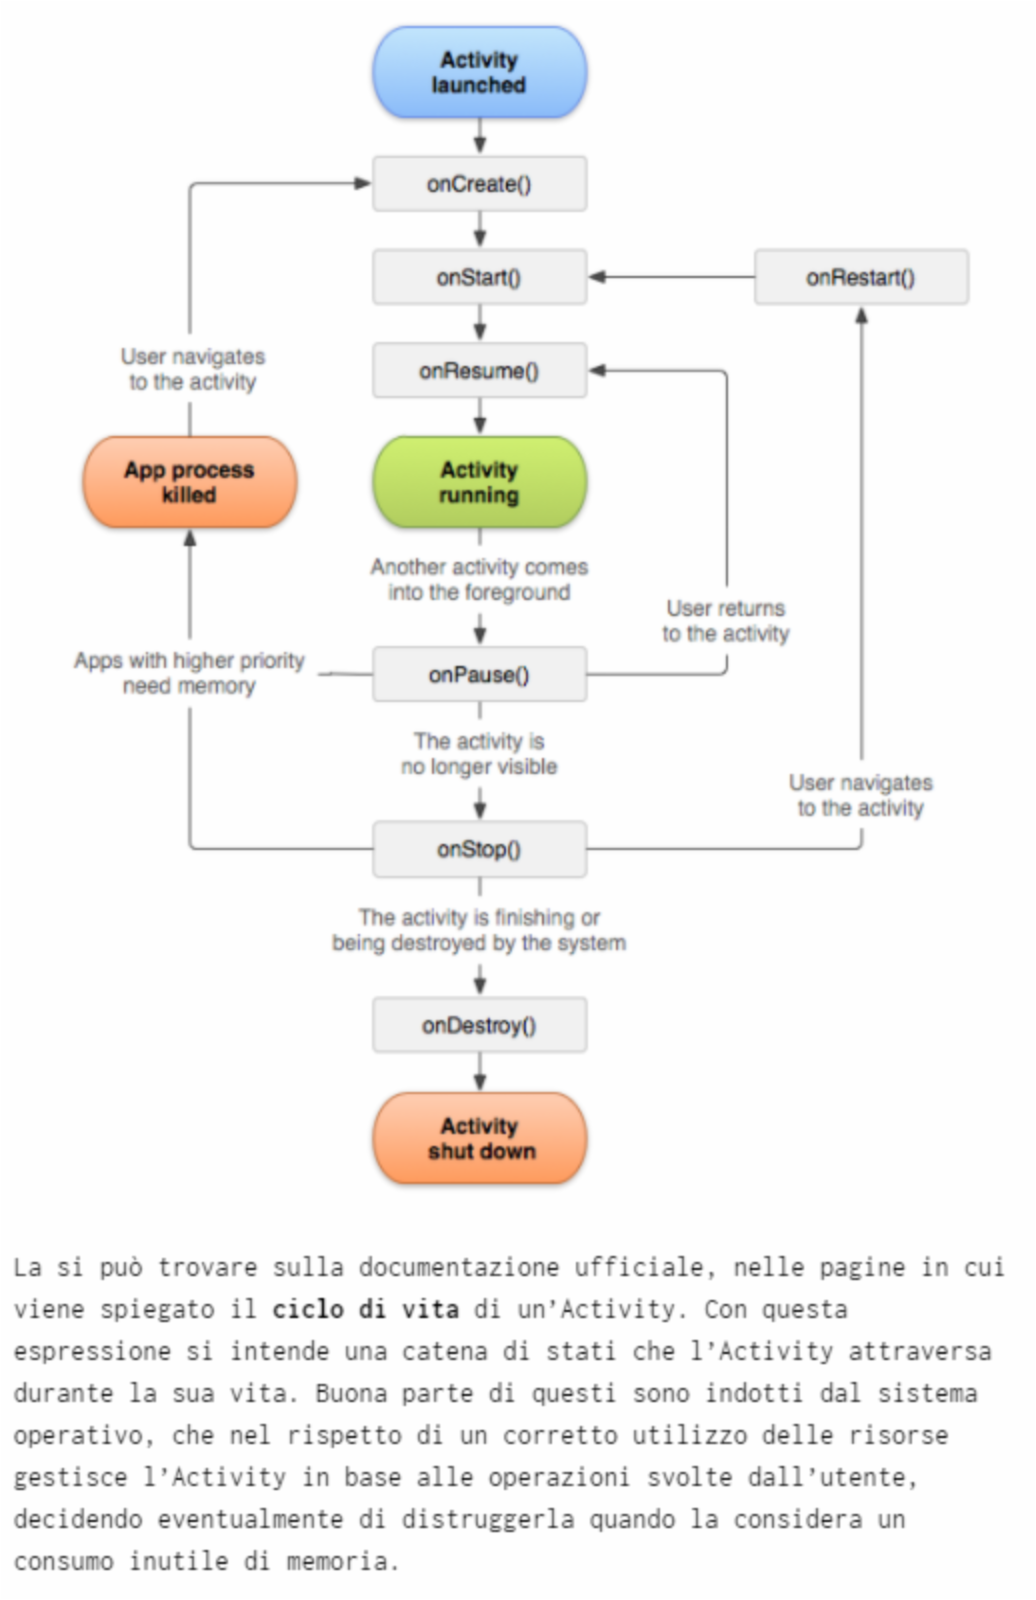 Activity
launched
onCreate()
onStart()
onRestart()
onResume()
User navigates
to the activity
App process
killed
Activity
running
Another activity comes
into the foreground
User returns
to the activity
Apps with higher priority
need memory
onPause()
The activity is
no longer visible
User navigates
to the activity
onStop()
The activity is finishing or
being destroyed by the system
onDestroy()
Activity
shut down
La si può trovare sulla documentazione ufficiale, nelle pagine in cui
viene spiegato il ciclo di vita di un’Activity. Con questa
espressione si intende una catena di stati che l’Activity attraversa
durante la sua vita. Buona parte di questi sono indotti dal sistema
operativo, che nel rispetto di un corretto utilizzo delle risorse
gestisce l’Activity in base alle operazioni svolte dall’utente,
decidendo eventualmente di distruggerla quando la considera un
consumo inutile di memoria.